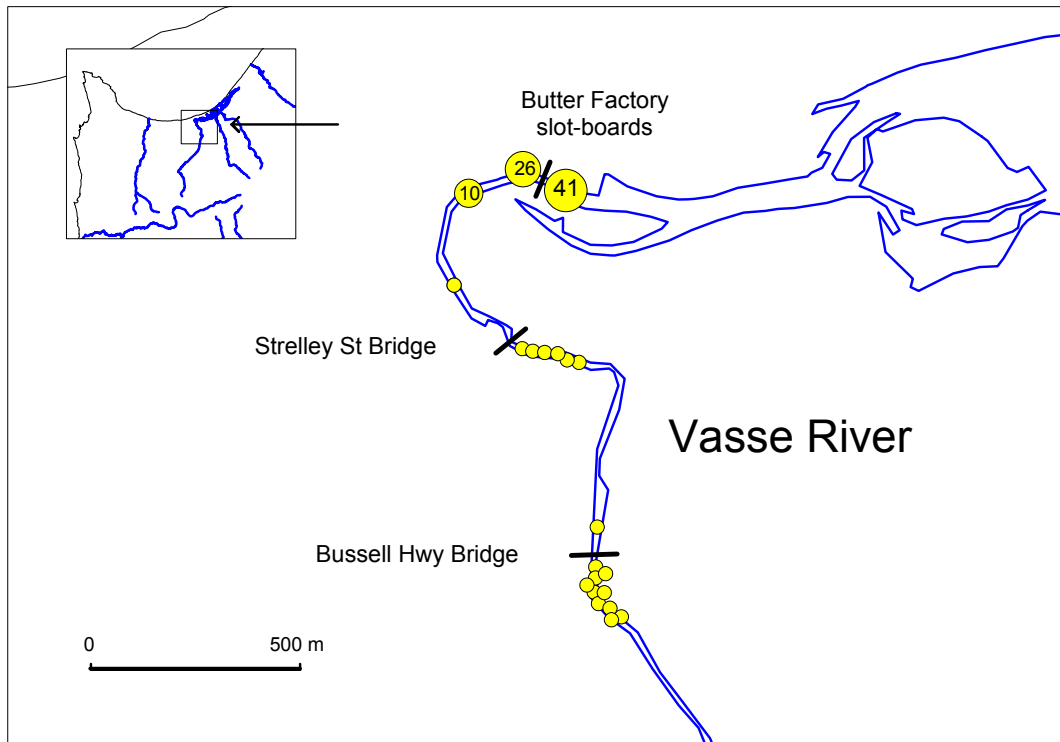 Butter Factory
slot-boards
26
41
10
Strelley St Bridge
Vasse River
Bussell Hwy Bridge
0
500 m